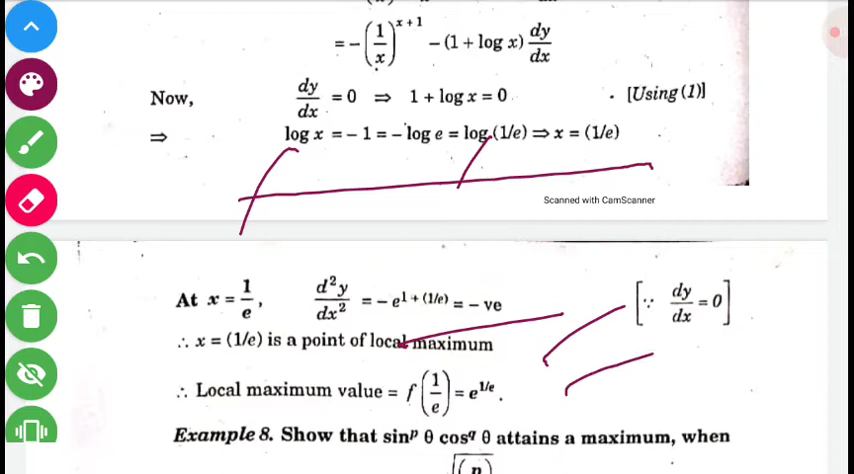 = − (1/x)^(x+1) − (1 + log x) dy/dx
Now, dy/dx = 0 ⇒ 1 + log x = 0. [Using (1)]
⇒ log x = − 1 = − log e = log (1/e) ⇒ x = (1/e)
Scanned with CamScanner
At x = 1/e, d²y/dx² = − e^(1 + (1/e)) = − ve [∵ dy/dx = 0]
∴ x = (1/e) is a point of local maximum
∴ Local maximum value = f(1/e) = e^(1/e).
Example 8. Show that sin^p θ cos^q θ attains a maximum, when